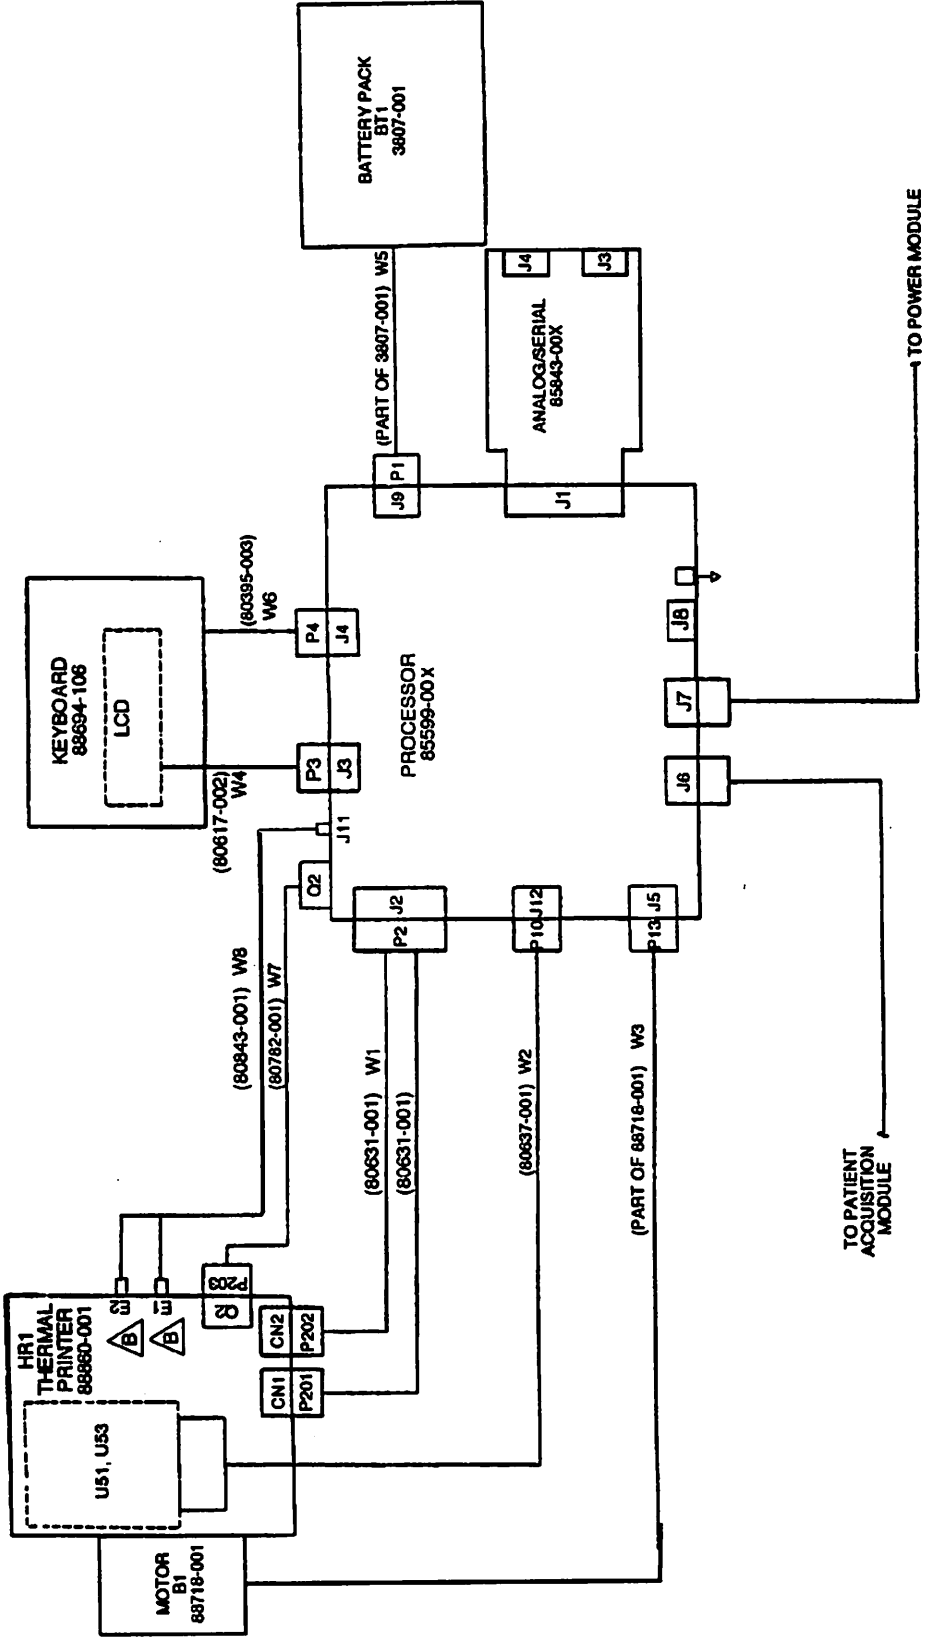 HR1
THERMAL
PRINTER
88860-001
U51, U53
MOTOR
B1
88718-001
B
B
E2
E1
P203
CN2
P202
CN1
P201
(80843-001) W8
(80782-001) W7
(80631-001) W1
(80631-001)
(80637-001) W2
(PART OF 88718-001) W3
KEYBOARD
88694-106
LCD
(80617-002)
W4
(80395-003)
W6
P3
J3
P4
J4
J11
Q2
P2
J2
P10
J12
P13
J5
PROCESSOR
85599-00X
J6
J7
J8
J9
P1
J1
(PART OF 3807-001) W5
BATTERY PACK
BT1
3807-001
ANALOG/SERIAL
85843-00X
J4
J3
TO PATIENT
ACQUISITION
MODULE
TO POWER MODULE